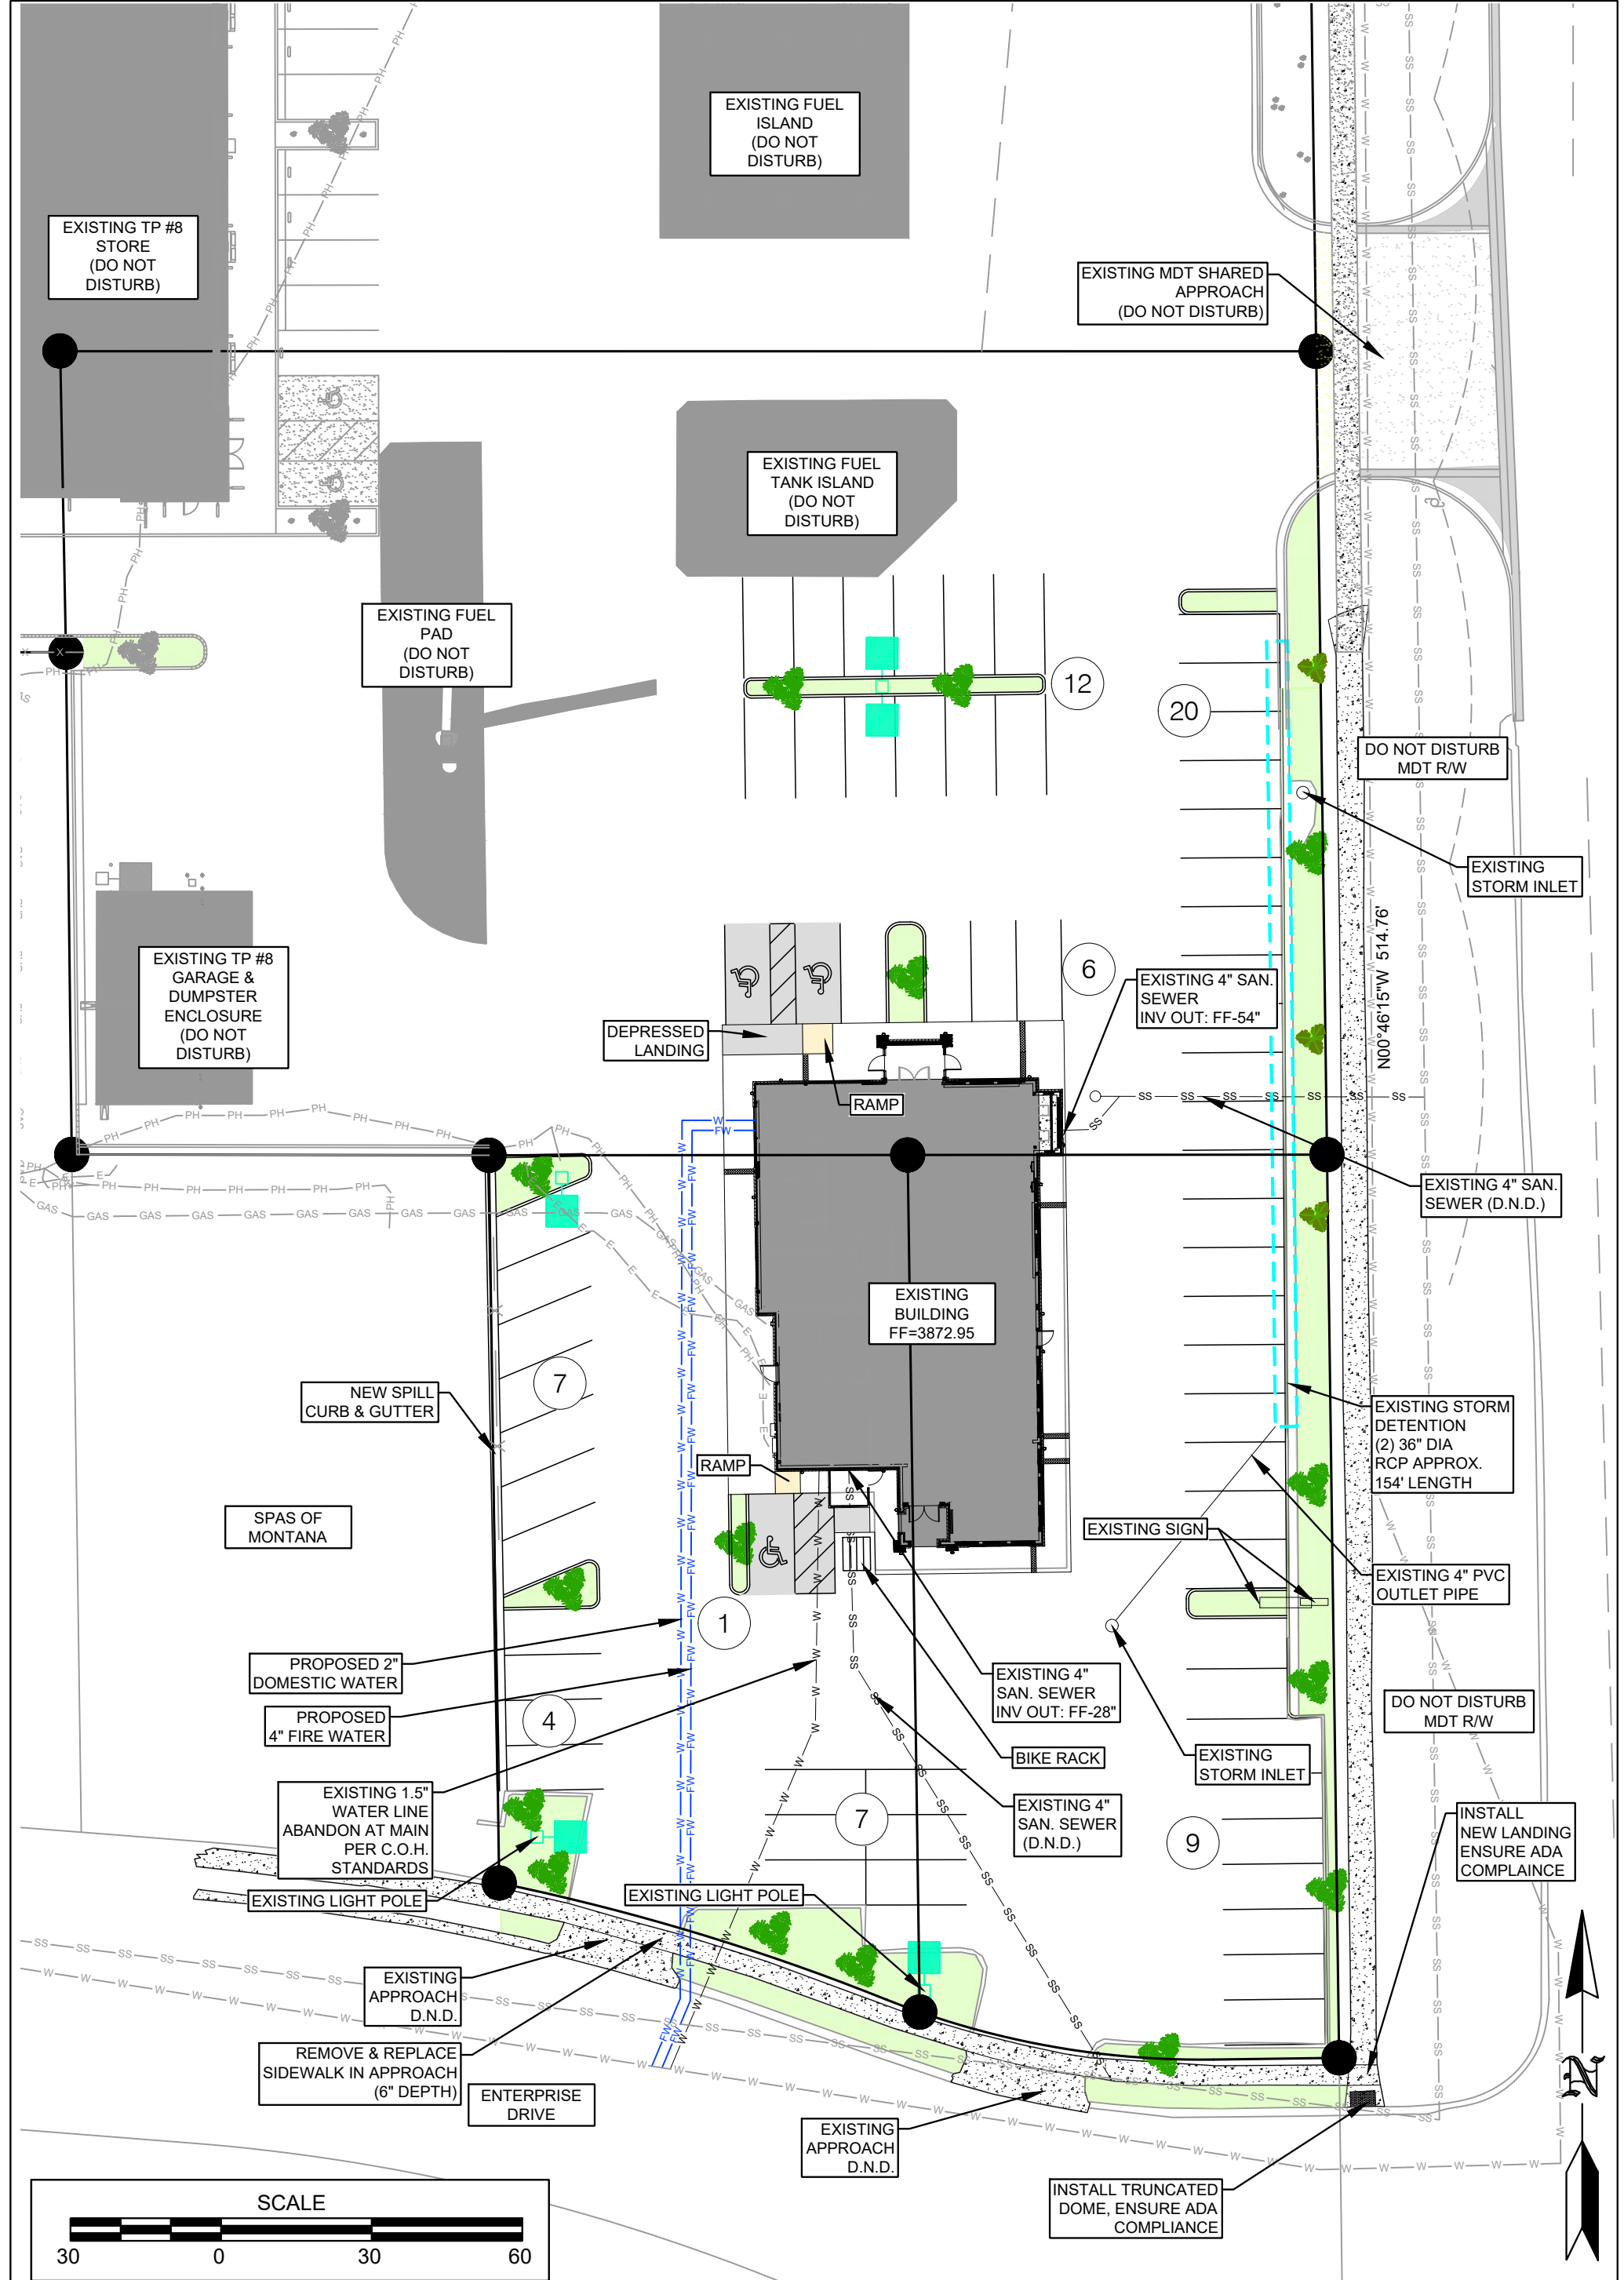 EXISTING FUEL
ISLAND
(DO NOT
DISTURB)
EXISTING TP #8
STORE
(DO NOT
DISTURB)
EXISTING MDT SHARED
APPROACH
(DO NOT DISTURB)
EXISTING FUEL
TANK ISLAND
(DO NOT
DISTURB)
EXISTING FUEL
PAD
(DO NOT
DISTURB)
12
20
DO NOT DISTURB
MDT R/W
EXISTING
STORM INLET
N00°46'15"W 514.76'
EXISTING TP #8
GARAGE &
DUMPSTER
ENCLOSURE
(DO NOT
DISTURB)
6
EXISTING 4" SAN.
SEWER
INV OUT: FF-54"
DEPRESSED
LANDING
RAMP
EXISTING 4" SAN.
SEWER (D.N.D.)
EXISTING
BUILDING
FF=3872.95
7
NEW SPILL
CURB & GUTTER
EXISTING STORM
DETENTION
(2) 36" DIA
RCP APPROX.
154' LENGTH
RAMP
SPAS OF
MONTANA
EXISTING SIGN
EXISTING 4" PVC
OUTLET PIPE
1
PROPOSED 2"
DOMESTIC WATER
PROPOSED
4" FIRE WATER
4
EXISTING 4"
SAN. SEWER
INV OUT: FF-28"
DO NOT DISTURB
MDT R/W
BIKE RACK
EXISTING
STORM INLET
EXISTING 1.5"
WATER LINE
ABANDON AT MAIN
PER C.O.H.
STANDARDS
7
EXISTING 4"
SAN. SEWER
(D.N.D.)
9
INSTALL
NEW LANDING
ENSURE ADA
COMPLAINCE
EXISTING LIGHT POLE
EXISTING LIGHT POLE
EXISTING
APPROACH
D.N.D.
REMOVE & REPLACE
SIDEWALK IN APPROACH
(6" DEPTH)
ENTERPRISE
DRIVE
EXISTING
APPROACH
D.N.D.
INSTALL TRUNCATED
DOME, ENSURE ADA
COMPLIANCE
N
SCALE
30 0 30 60